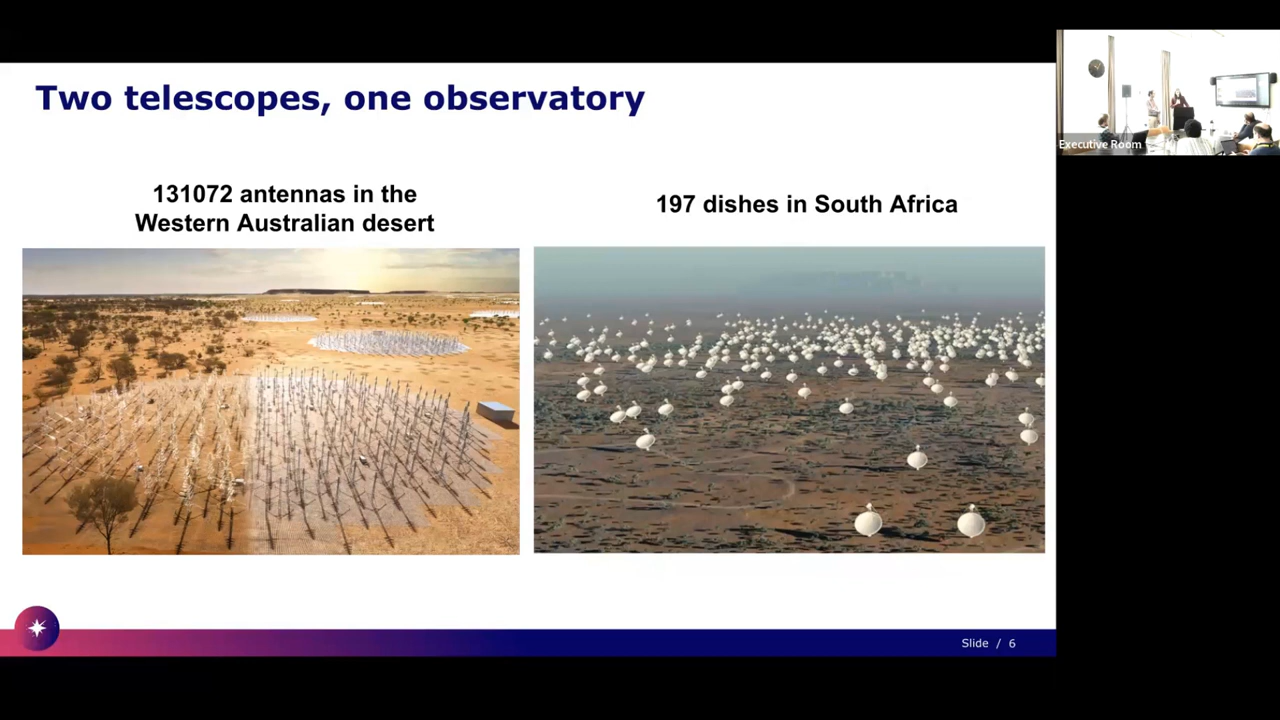 Two telescopes, one observatory
131072 antennas in the
Western Australian desert
197 dishes in South Africa
Executive Room
Slide / 6